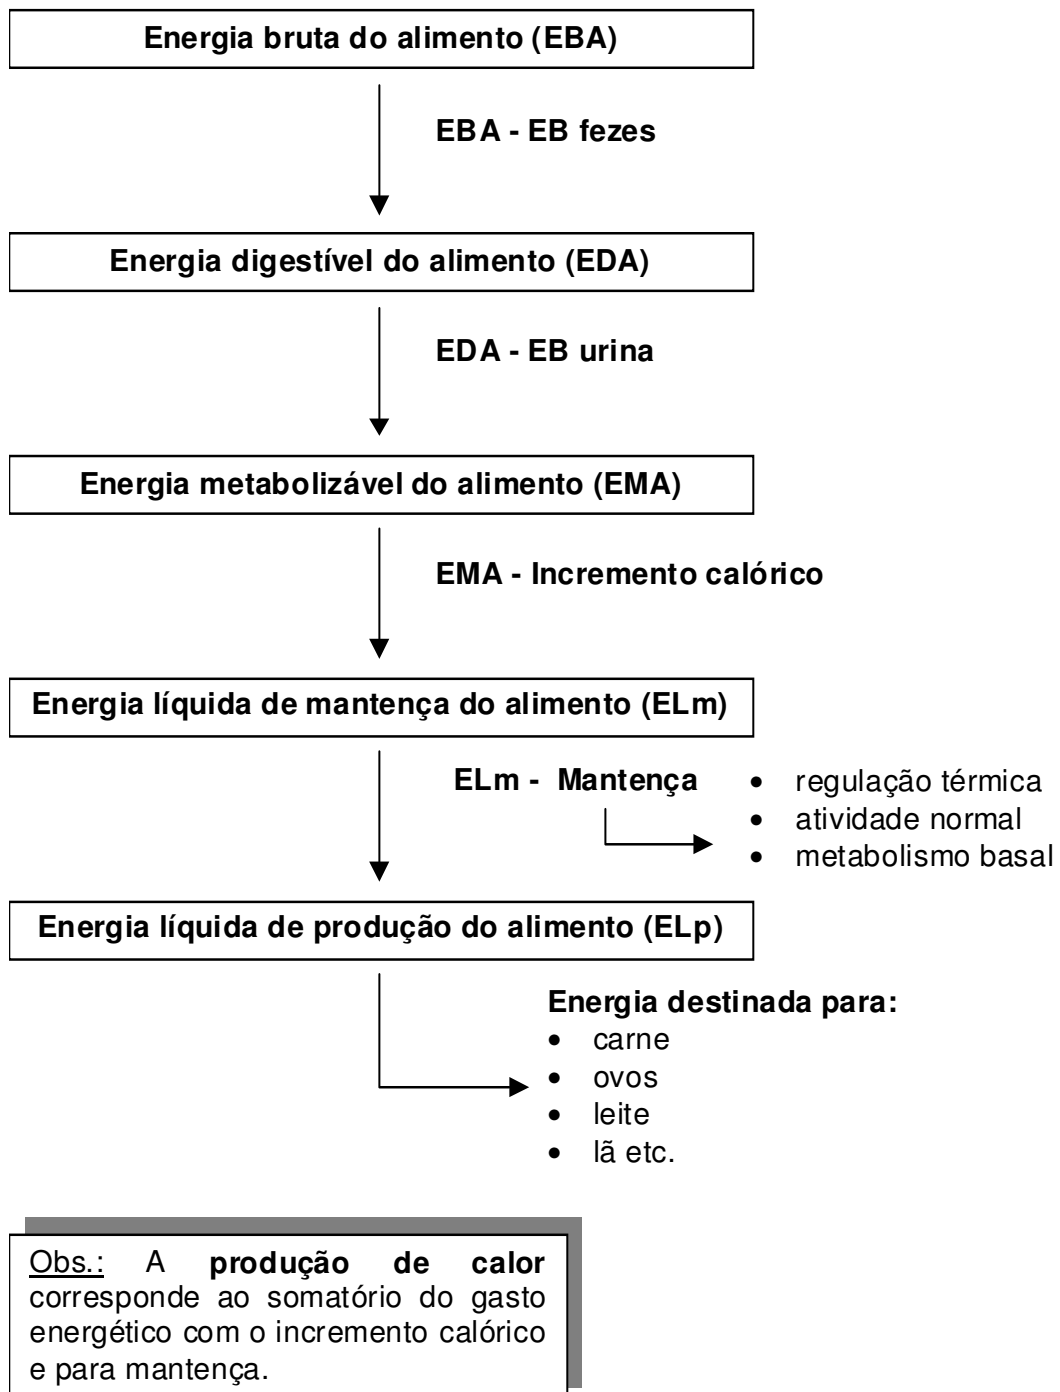 Energia bruta do alimento (EBA)
EBA - EB fezes
Energia digestível do alimento (EDA)
EDA - EB urina
Energia metabolizável do alimento (EMA)
EMA - Incremento calórico
Energia líquida de mantença do alimento (ELm)
ELm - Mantença
• regulação térmica
• atividade normal
• metabolismo basal
Energia líquida de produção do alimento (ELp)
Energia destinada para:
• carne
• ovos
• leite
• lã etc.
Obs.: A produção de calor
corresponde ao somatório do gasto
energético com o incremento calórico
e para mantença.